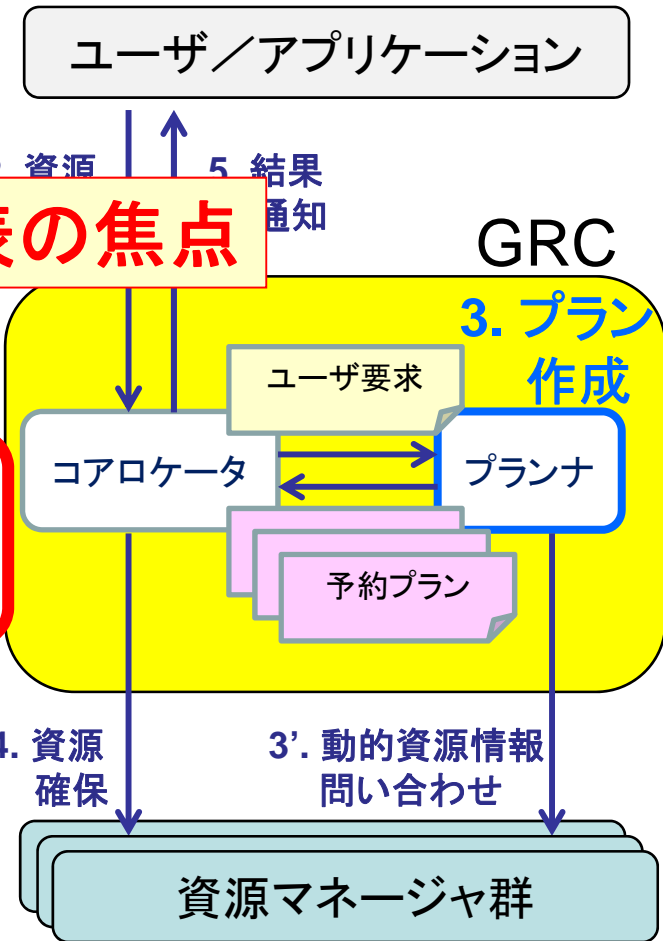 ユーザ／アプリケーション
資源
5. 結果
通知
の焦点
GRC
3. プラン
作成
ユーザ要求
コアロケータ
プランナ
予約プラン
4. 資源
確保
3’. 動的資源情報
問い合わせ
資源マネージャ群